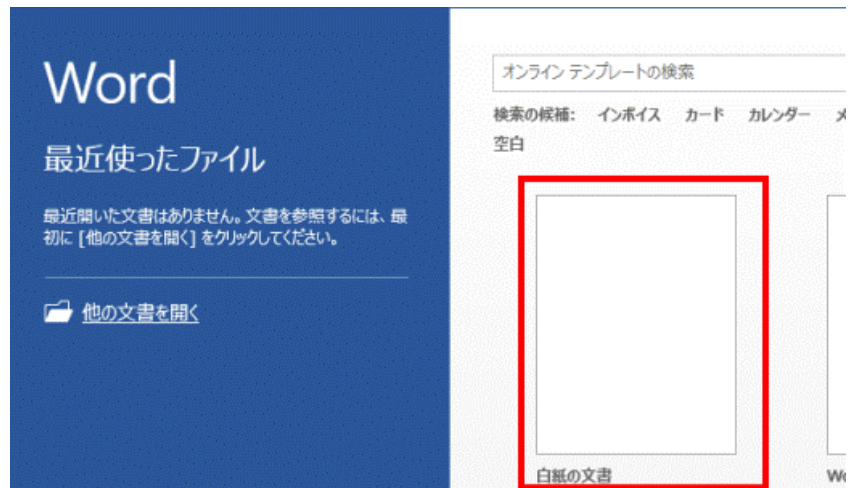 Word
最近使ったファイル
最近開いた文書はありません。文書を参照するには、最
初に [他の文書を開く] をクリックしてください。
他の文書を開く
オンライン テンプレートの検索
検索の候補: インボイス カード カレンダー
空白
白紙の文書